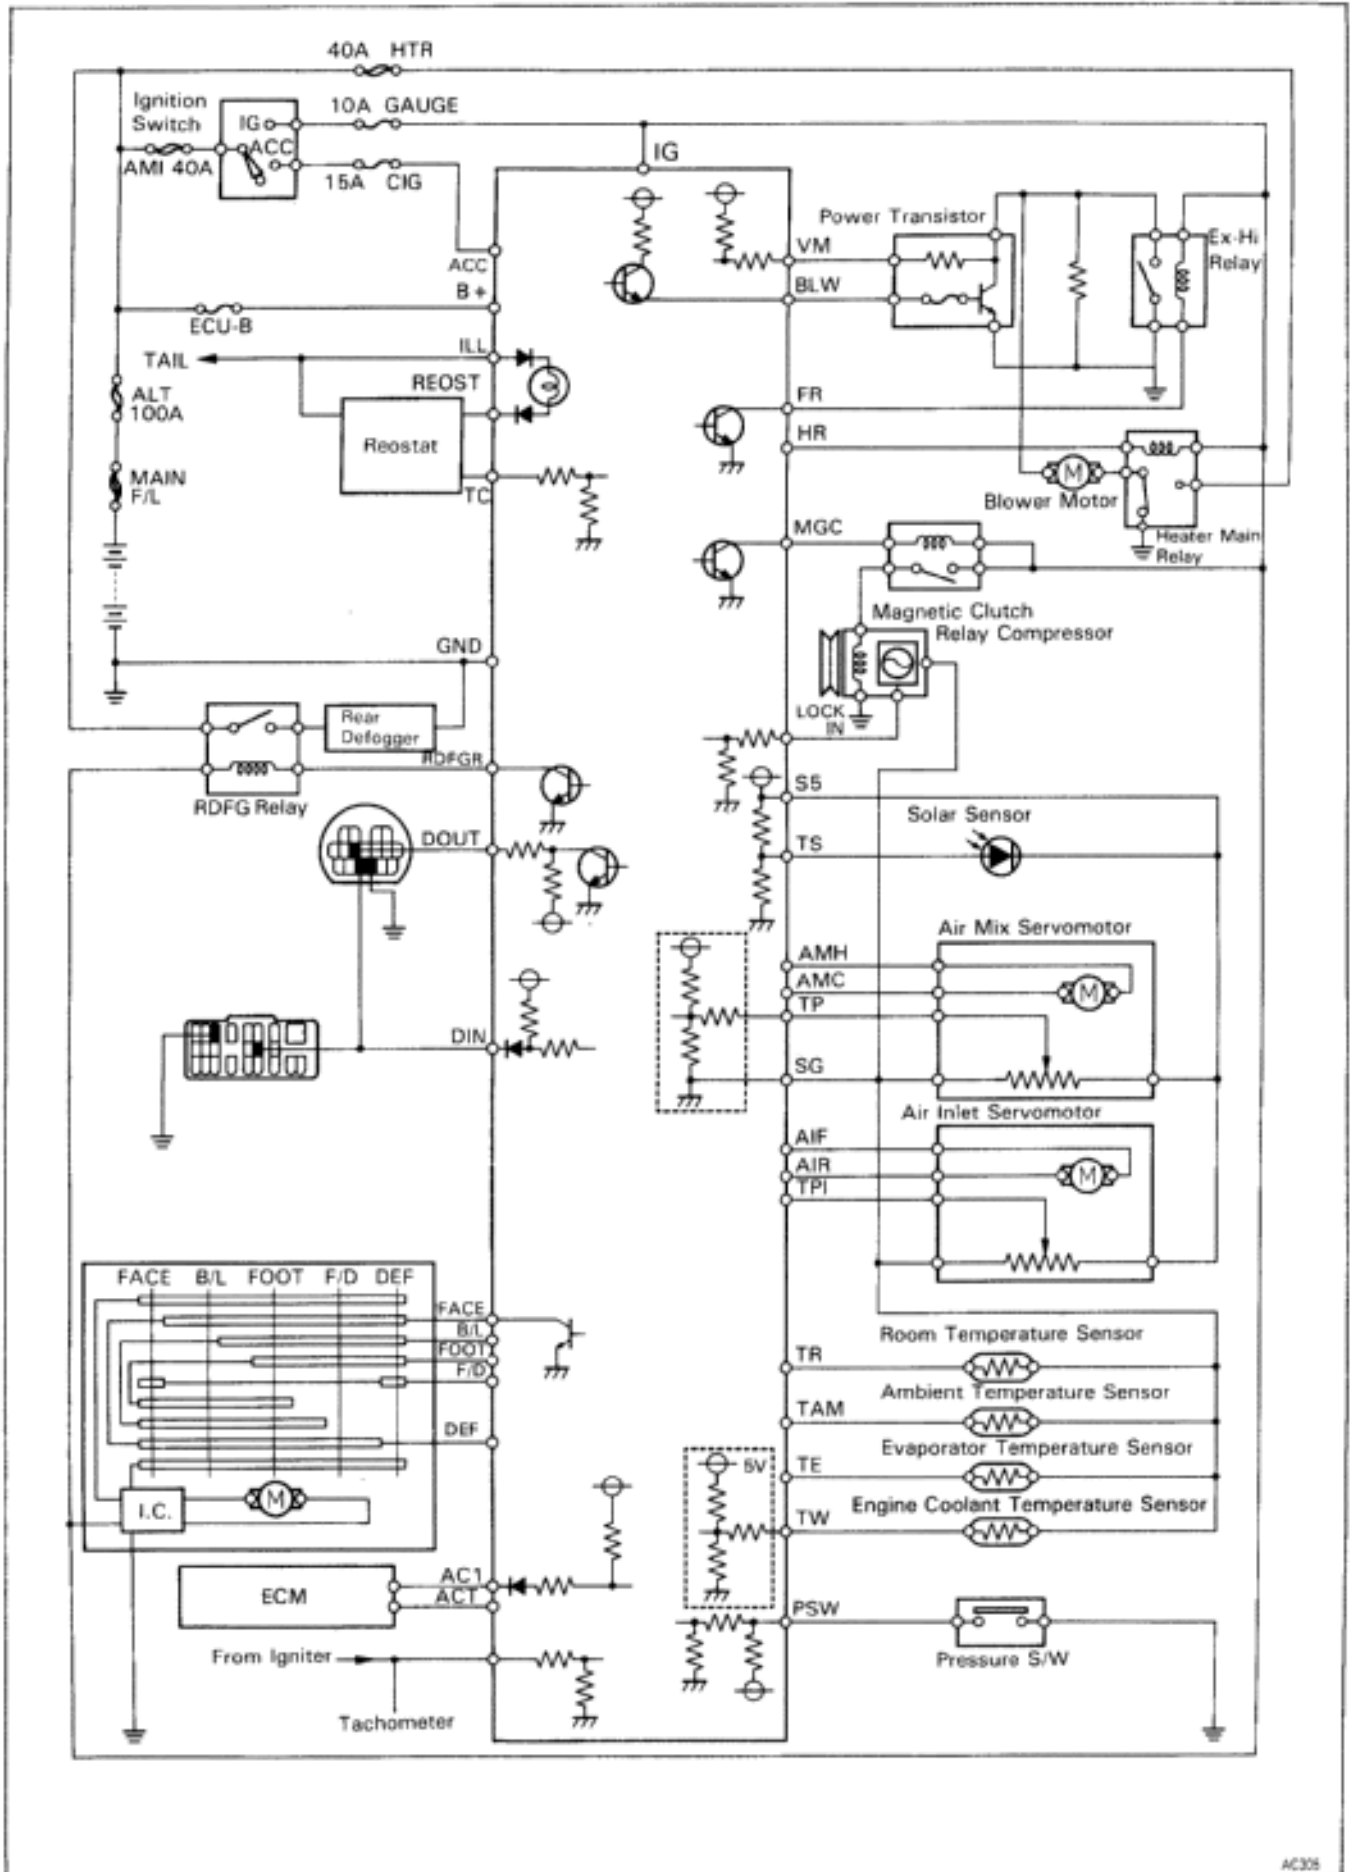 40A HTR
Ignition
Switch
10A GAUGE
IG
ACC
AMI 40A
15A CIG
IG
Power Transistor
VM
Ex-Hi
Relay
ACC
B+
BLW
ECU-B
ILL
TAIL
REOST
ALT
100A
FR
HR
Reostat
MAIN
F/L
TC
M
Blower Motor
MGC
Heater Main
Relay
Magnetic Clutch
Relay Compressor
GND
LOCK
IN
Rear
Defogger
RDFGR
RDFG Relay
S5
Solar Sensor
DOUT
TS
Air Mix Servomotor
AMH
AMC
M
TP
DIN
SG
Air Inlet Servomotor
AIF
AIR
M
TPI
FACE B/L FOOT F/D DEF
FACE
B/L
FOOT
F/D
Room Temperature Sensor
TR
Ambient Temperature Sensor
TAM
DEF
Evaporator Temperature Sensor
5V
TE
Engine Coolant Temperature Sensor
TW
I.C.
M
ECM
AC1
ACT
PSW
From Igniter
Pressure S/W
Tachometer
AC305